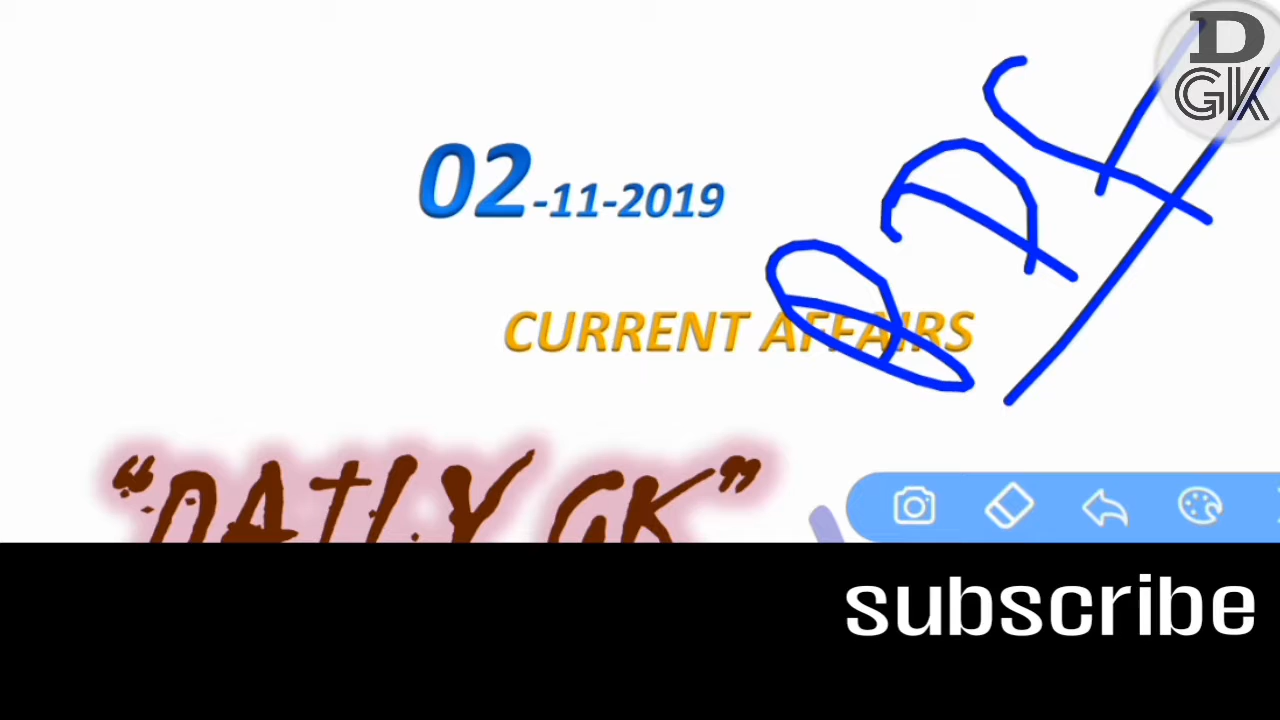 D
GK
02-11-2019
CURRENT AFFAIRS
"DAILY GK"
subscribe